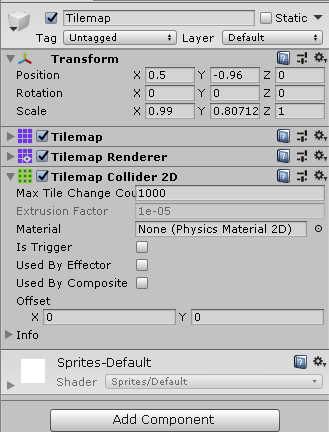 Tilemap Static
Tag Untagged Layer Default
Transform
Position X 0.5 Y -0.96 Z 0
Rotation X 0 Y 0 Z 0
Scale X 0.99 Y 0.80712 Z 1
Tilemap
Tilemap Renderer
Tilemap Collider 2D
Max Tile Change Cou 1000
Extrusion Factor 1e-05
Material None (Physics Material 2D)
Is Trigger
Used By Effector
Used By Composite
Offset
X 0 Y 0
Info
Sprites-Default
Shader Sprites/Default
Add Component